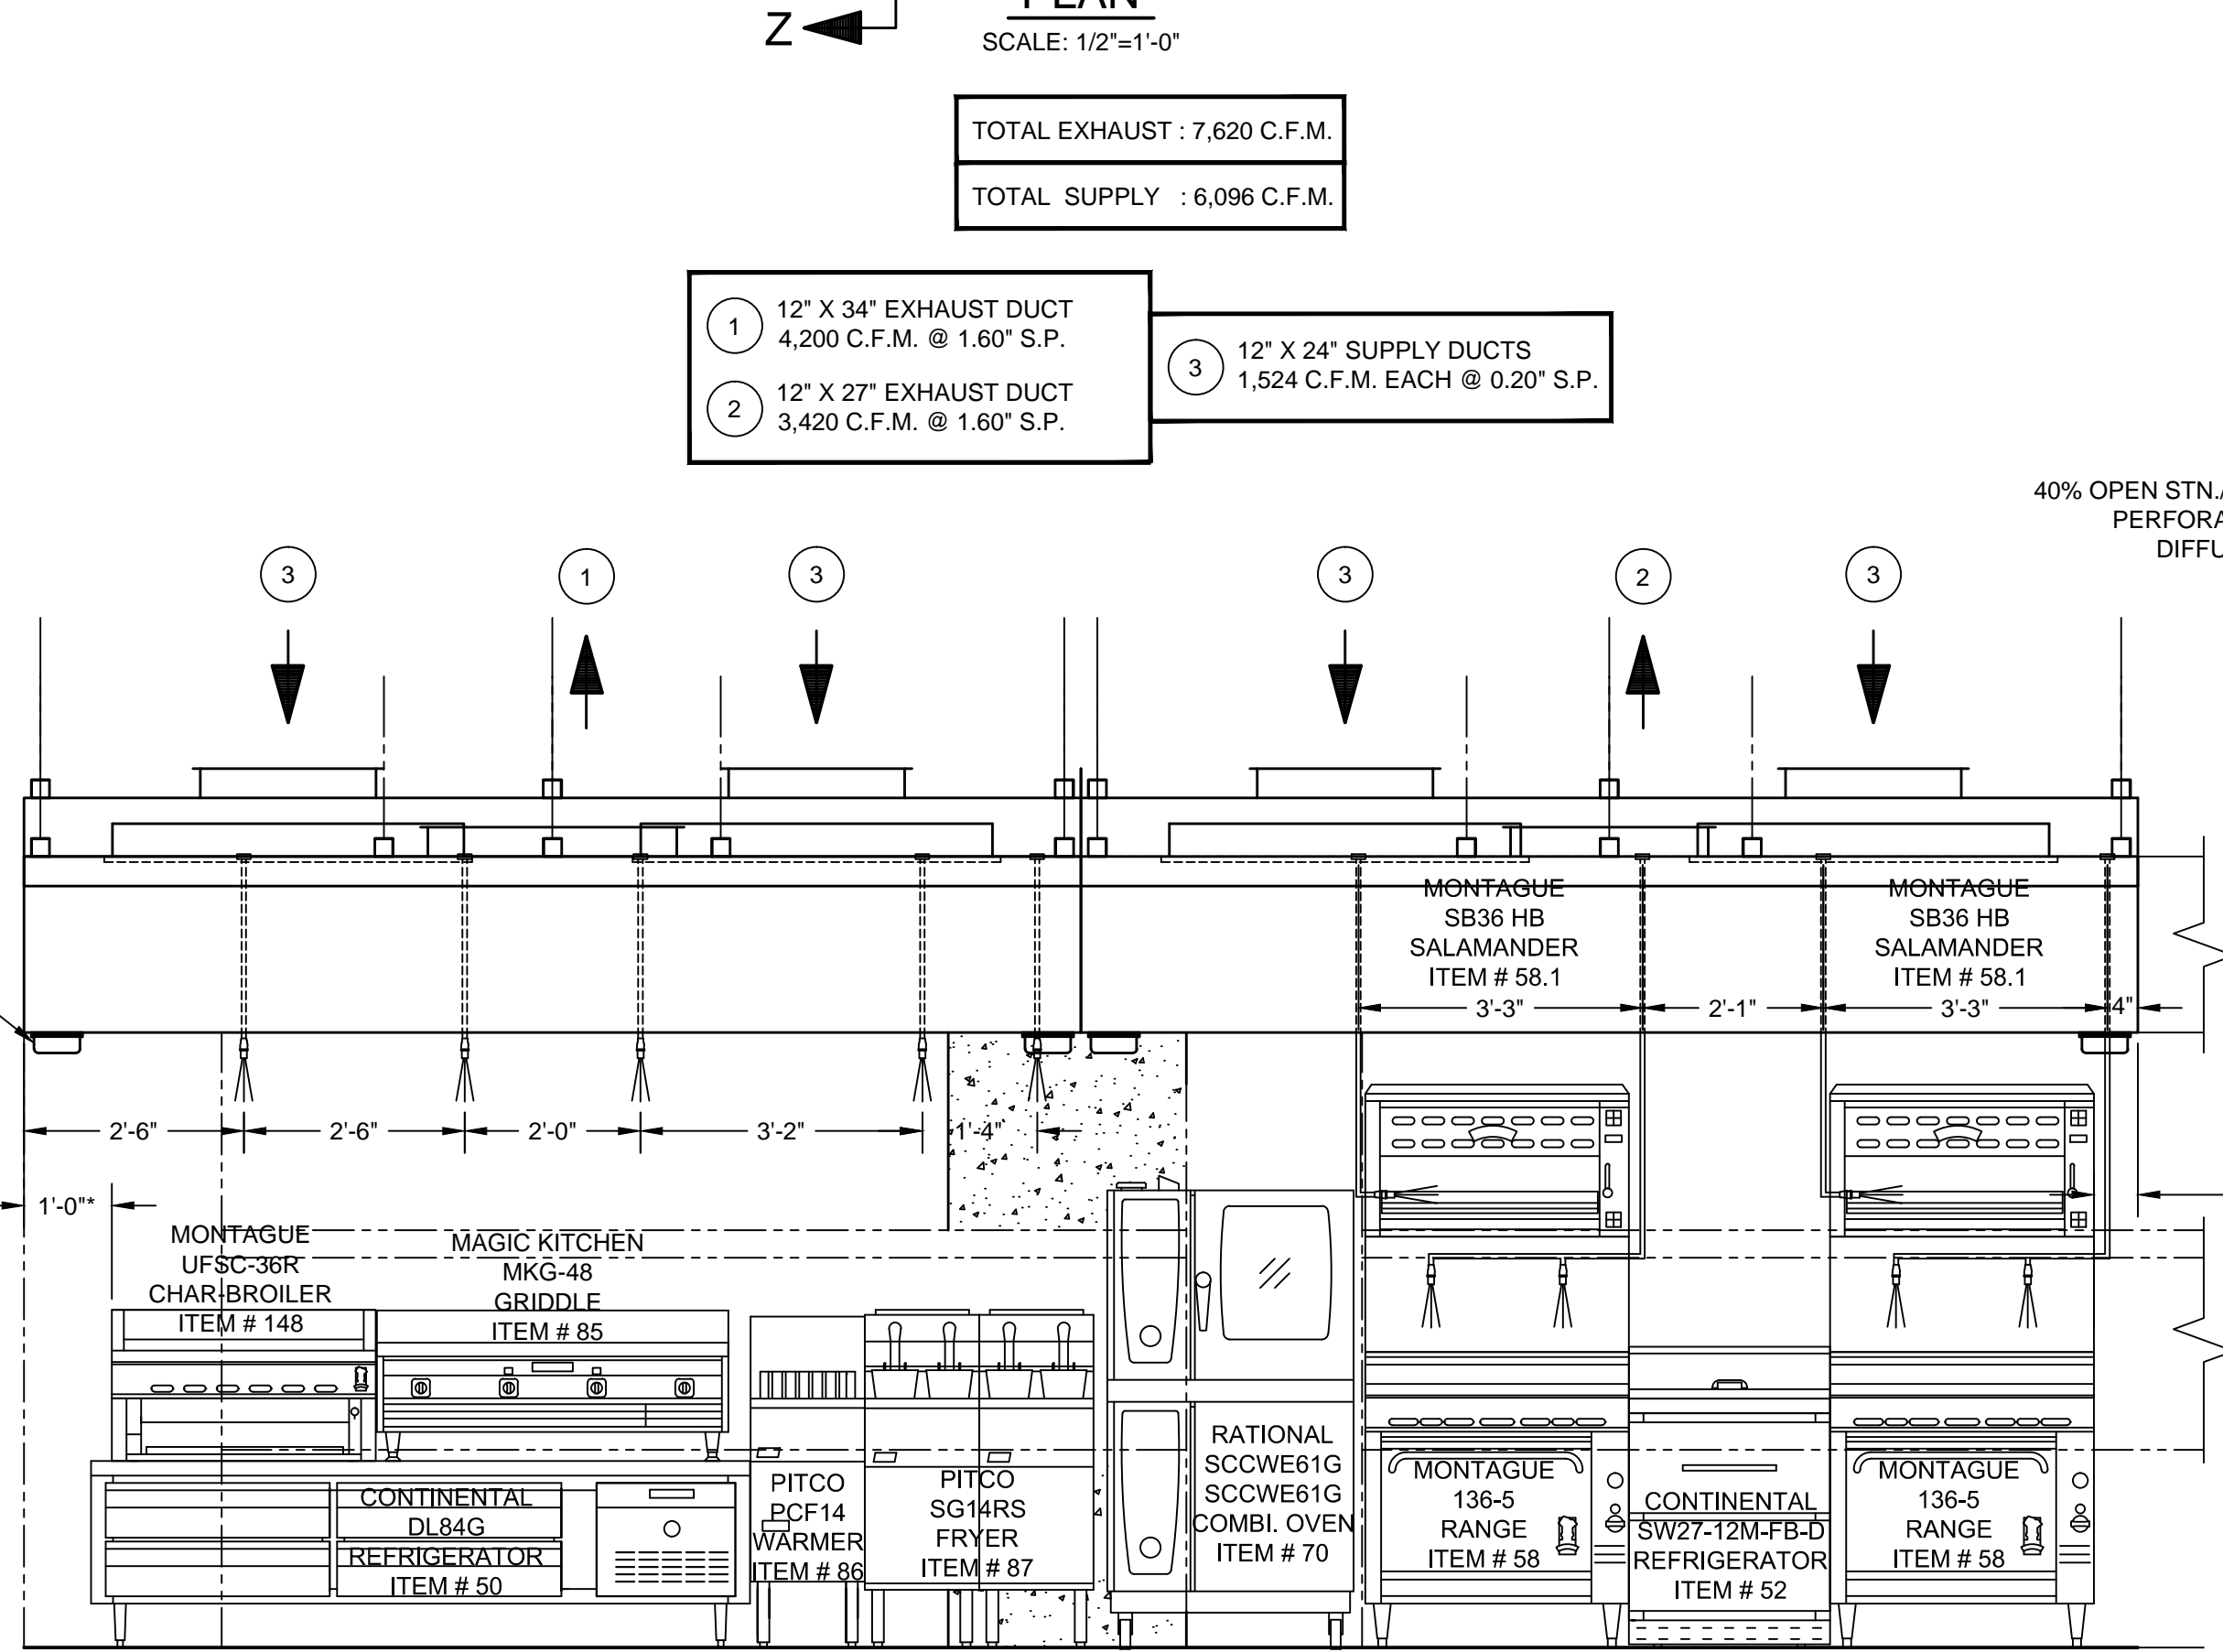 PLAN
Z
SCALE: 1/2"=1'-0"
TOTAL EXHAUST : 7,620 C.F.M.
TOTAL SUPPLY : 6,096 C.F.M.
1
12" X 34" EXHAUST DUCT
4,200 C.F.M. @ 1.60" S.P.
2
12" X 27" EXHAUST DUCT
3,420 C.F.M. @ 1.60" S.P.
3
12" X 24" SUPPLY DUCTS
1,524 C.F.M. EACH @ 0.20" S.P.
40% OPEN STN.
PERFORA
DIFFU
3
1
3
3
2
3
MONTAGUE
SB36 HB
SALAMANDER
ITEM # 58.1
MONTAGUE
SB36 HB
SALAMANDER
ITEM # 58.1
3'-3"
2'-1"
3'-3"
4"
2'-6"
2'-6"
2'-0"
3'-2"
1'-4"
1'-0"*
MONTAGUE
UFSC-36R
CHAR-BROILER
ITEM # 148
MAGIC KITCHEN
MKG-48
GRIDDLE
ITEM # 85
CONTINENTAL
DL84G
REFRIGERATOR
ITEM # 50
PITCO
PCF14
WARMER
ITEM # 86
PITCO
SG14RS
FRYER
ITEM # 87
RATIONAL
SCCWE61G
SCCWE61G
COMBI. OVEN
ITEM # 70
MONTAGUE
136-5
RANGE
ITEM # 58
CONTINENTAL
SW27-12M-FB-D
REFRIGERATOR
ITEM # 52
MONTAGUE
136-5
RANGE
ITEM # 58